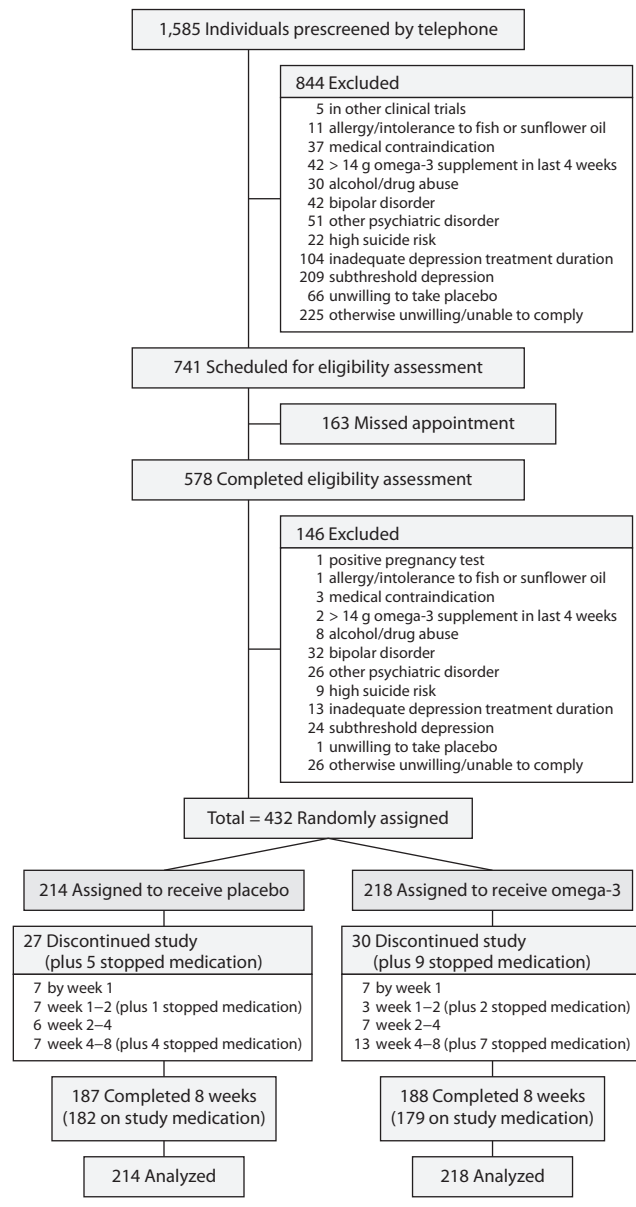 1,585 Individuals prescreened by telephone
844 Excluded
5 in other clinical trials
11 allergy/intolerance to fish or sunflower oil
37 medical contraindication
42 > 14 g omega-3 supplement in last 4 weeks
30 alcohol/drug abuse
42 bipolar disorder
51 other psychiatric disorder
22 high suicide risk
104 inadequate depression treatment duration
209 subthreshold depression
66 unwilling to take placebo
225 otherwise unwilling/unable to comply
741 Scheduled for eligibility assessment
163 Missed appointment
578 Completed eligibility assessment
146 Excluded
1 positive pregnancy test
1 allergy/intolerance to fish or sunflower oil
3 medical contraindication
2 > 14 g omega-3 supplement in last 4 weeks
8 alcohol/drug abuse
32 bipolar disorder
26 other psychiatric disorder
9 high suicide risk
13 inadequate depression treatment duration
24 subthreshold depression
1 unwilling to take placebo
26 otherwise unwilling/unable to comply
Total = 432 Randomly assigned
214 Assigned to receive placebo
27 Discontinued study
(plus 5 stopped medication)
7 by week 1
7 week 1–2 (plus 1 stopped medication)
6 week 2–4
7 week 4–8 (plus 4 stopped medication)
187 Completed 8 weeks
(182 on study medication)
214 Analyzed
218 Assigned to receive omega-3
30 Discontinued study
(plus 9 stopped medication)
7 by week 1
3 week 1–2 (plus 2 stopped medication)
7 week 2–4
13 week 4–8 (plus 7 stopped medication)
188 Completed 8 weeks
(179 on study medication)
218 Analyzed